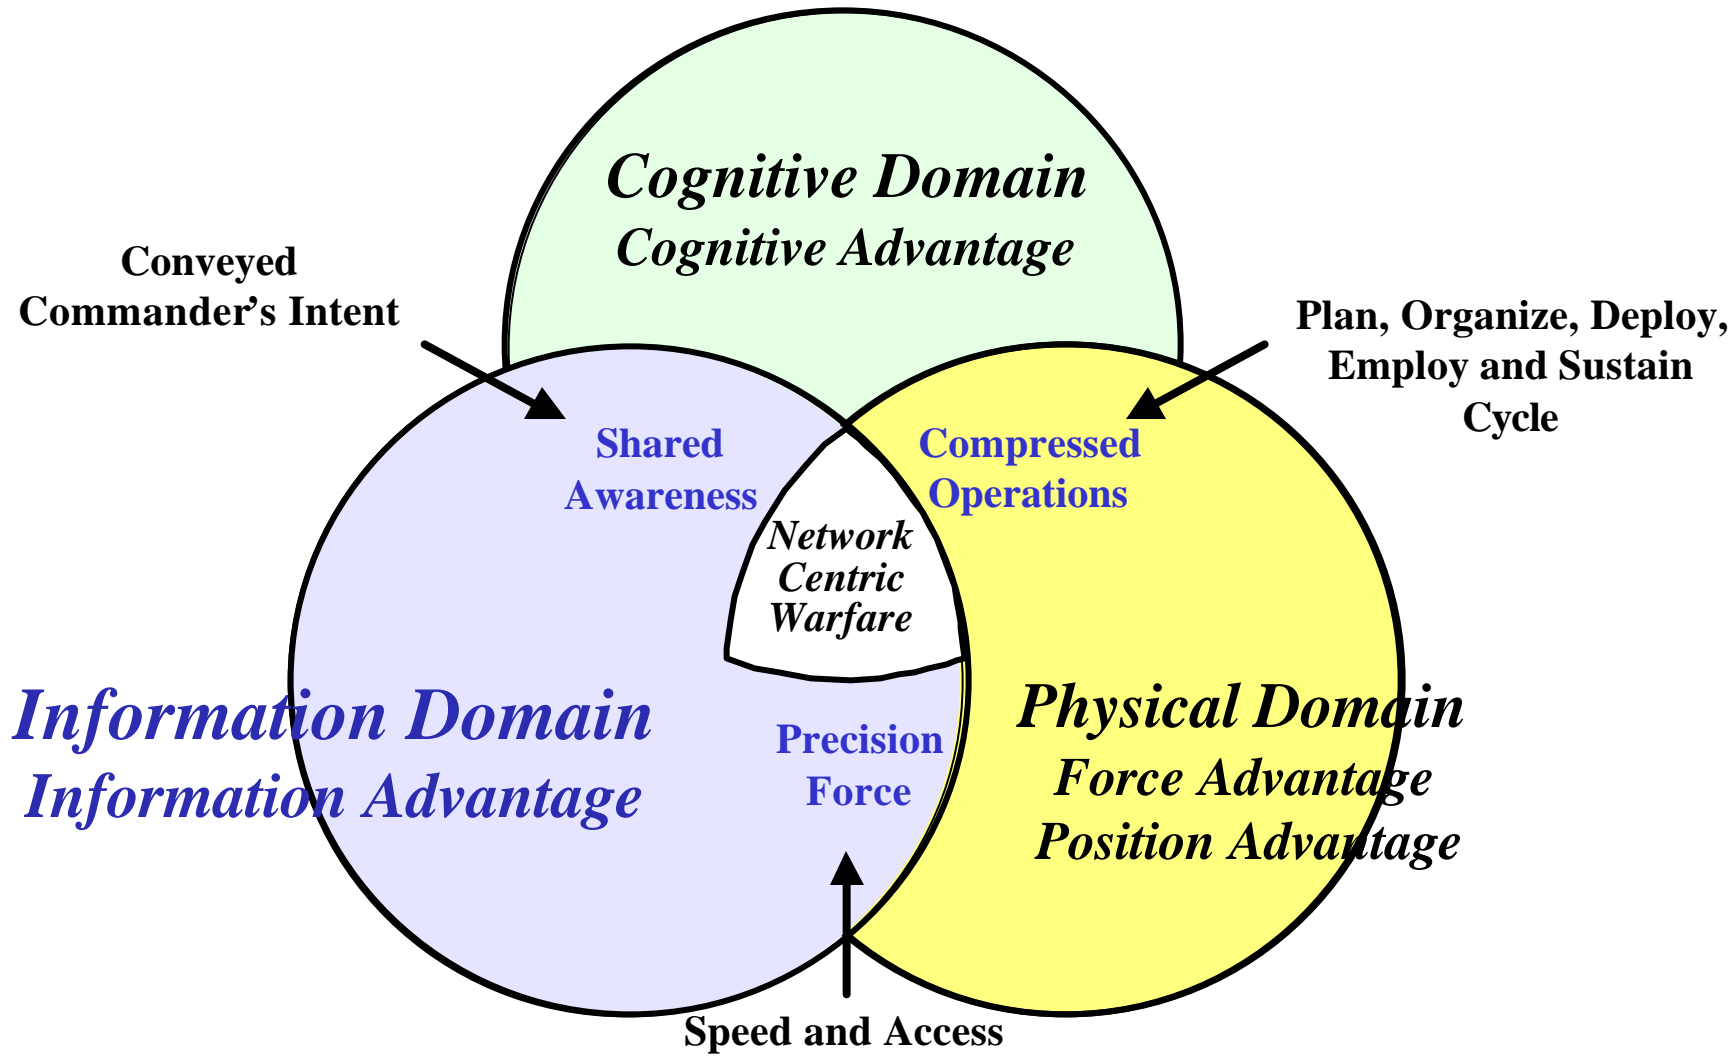 Cognitive Domain
Cognitive Advantage
Conveyed
Commander's Intent
Plan, Organize, Deploy,
Employ and Sustain
Cycle
Shared
Awareness
Compressed
Operations
Network
Centric
Warfare
Information Domain
Information Advantage
Precision
Force
Physical Domain
Force Advantage
Position Advantage
Speed and Access